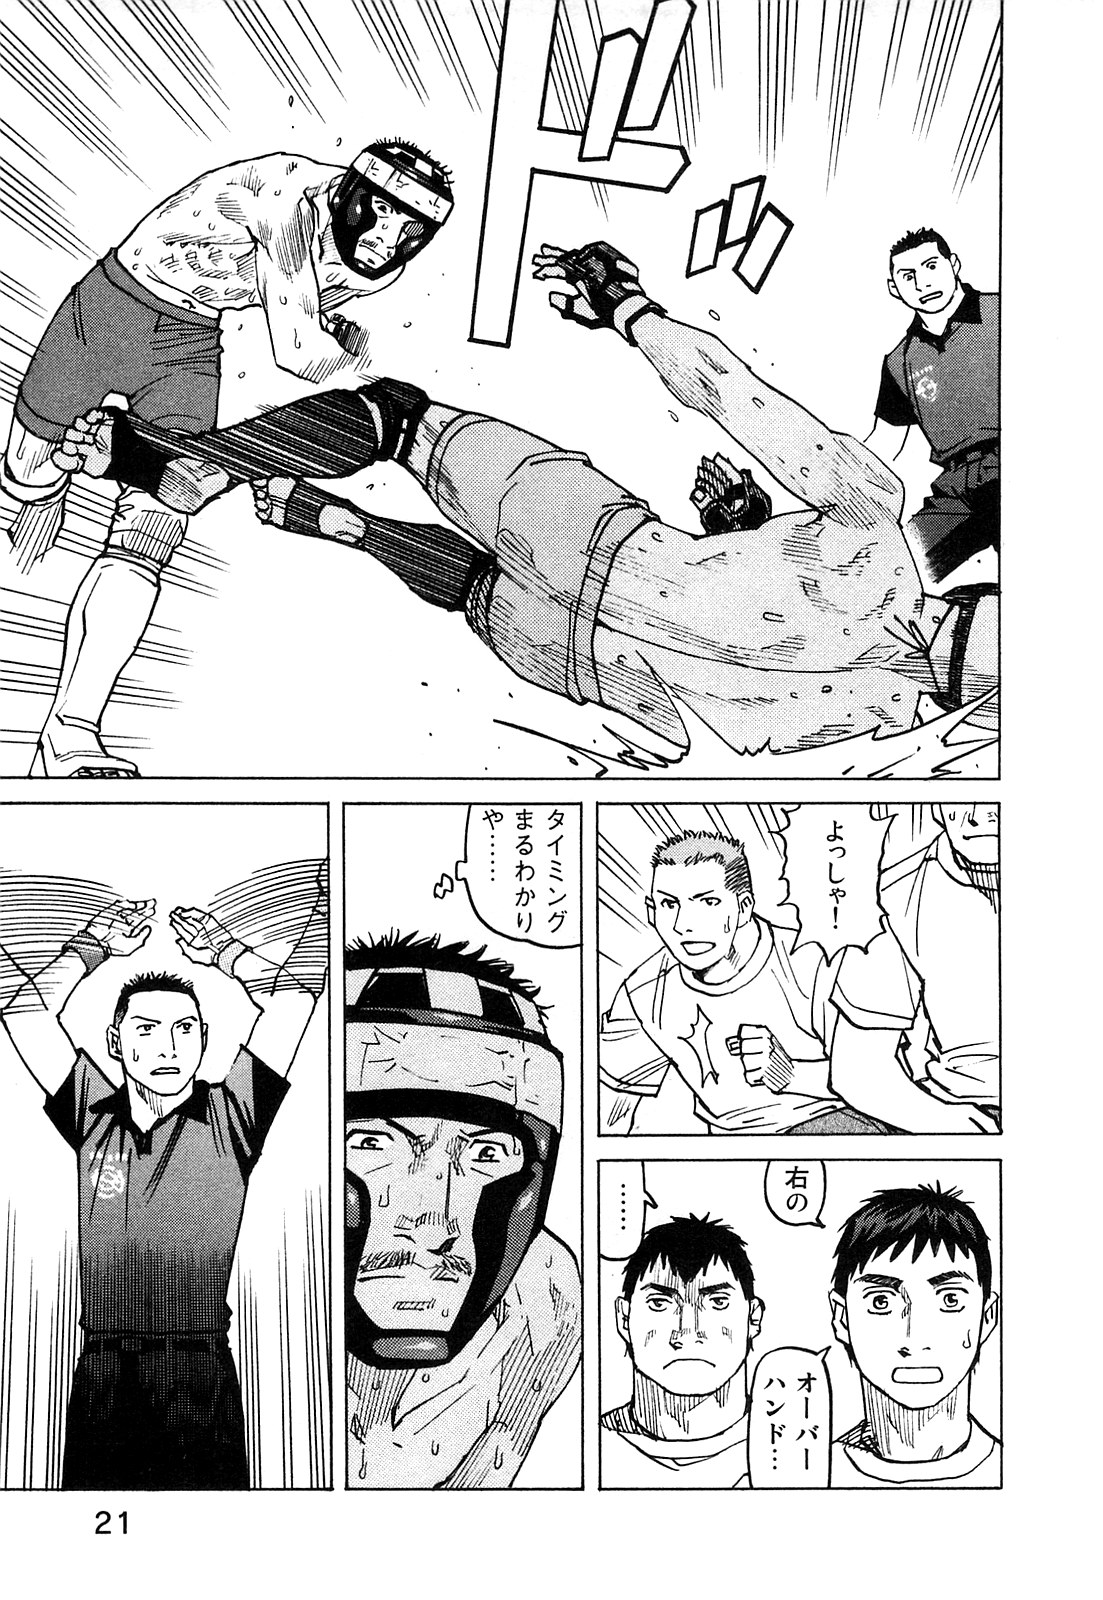 ドドッ
よっしゃ！
右の
オーバー
ハンド…
……
タイミング
まるわかり
や……
21